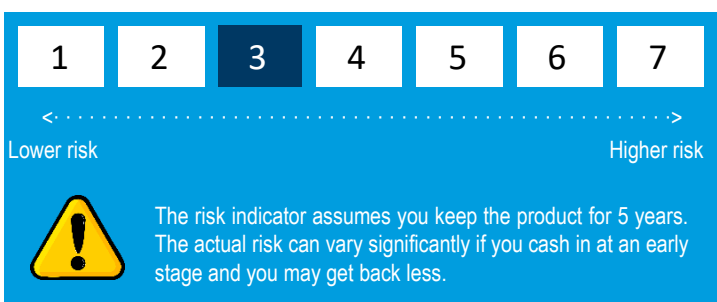 1 2 3 4 5 6 7
Lower risk Higher risk
The risk indicator assumes you keep the product for 5 years.
The actual risk can vary significantly if you cash in at an early
stage and you may get back less.